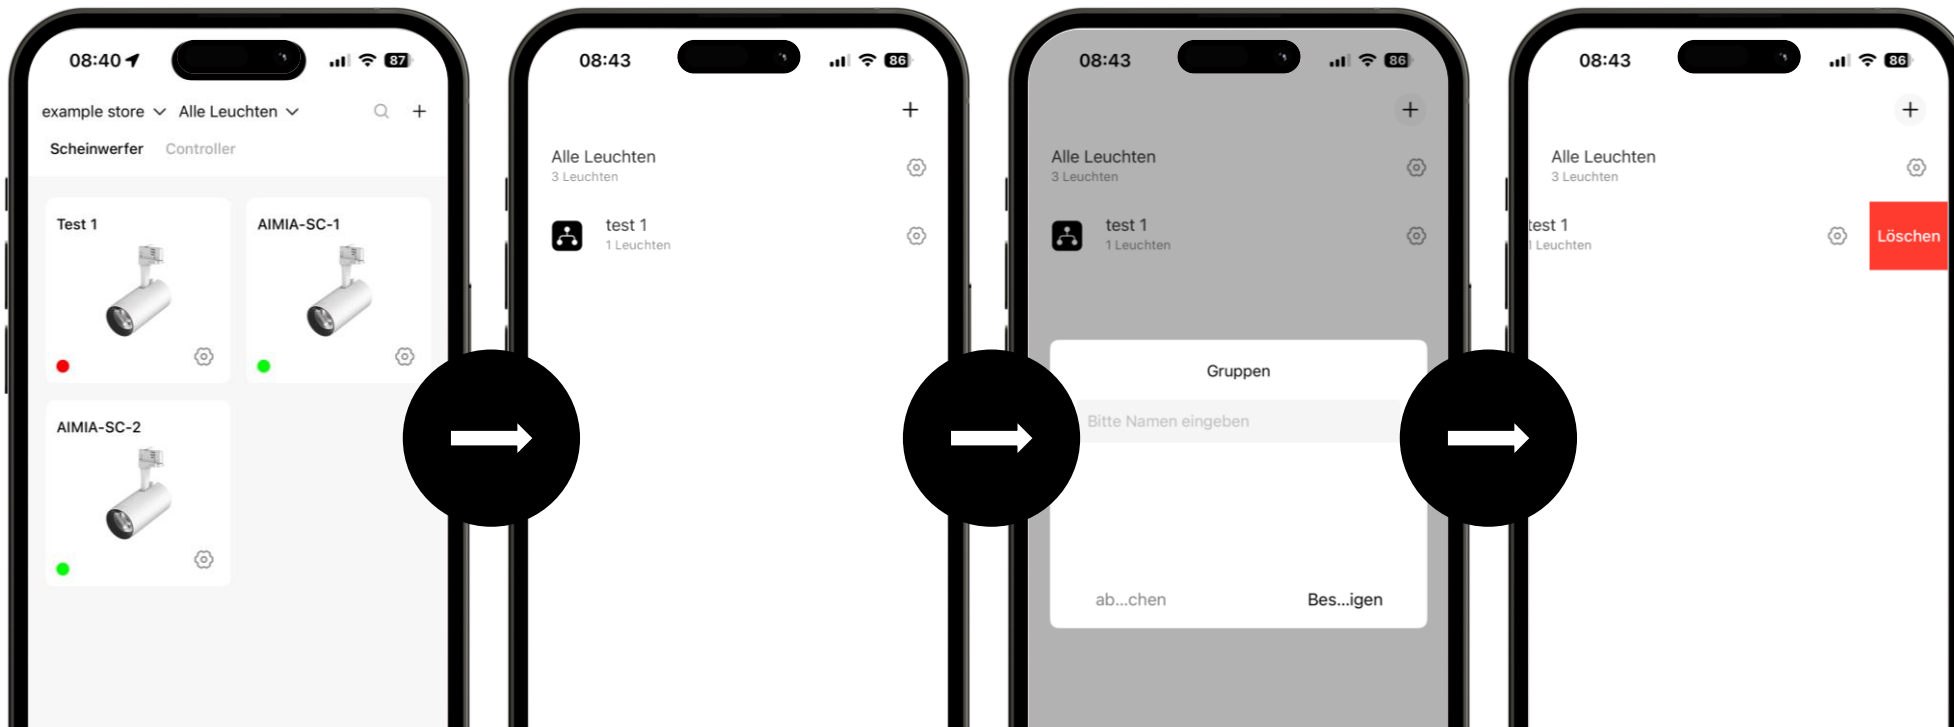 08:40
87
example store
Alle Leuchten
Scheinwerfer
Controller
Test 1
AIMIA-SC-1
AIMIA-SC-2
08:43
86
Alle Leuchten
3 Leuchten
test 1
1 Leuchten
08:43
86
Alle Leuchten
3 Leuchten
test 1
1 Leuchten
Gruppen
Bitte Namen eingeben
ab...chen
Bes...igen
08:43
86
Alle Leuchten
3 Leuchten
test 1
1 Leuchten
Löschen